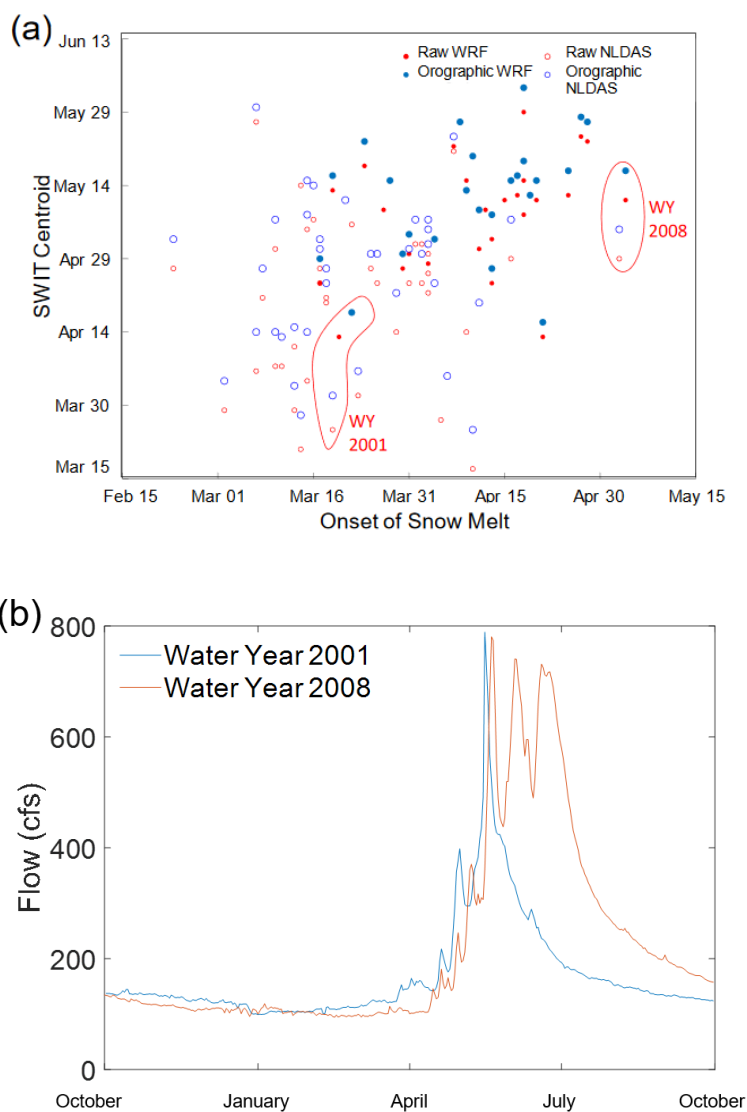 (a)
Jun 13
May 29
May 14
Apr 29
Apr 14
Mar 30
Mar 15
SWIT Centroid
Raw WRF
Orographic WRF
Raw NLDAS
Orographic
NLDAS
WY
2008
WY
2001
Feb 15 Mar 01 Mar 16 Mar 31 Apr 15 Apr 30 May 15
Onset of Snow Melt
(b)
800
600
400
200
0
Flow (cfs)
Water Year 2001
Water Year 2008
October January April July October